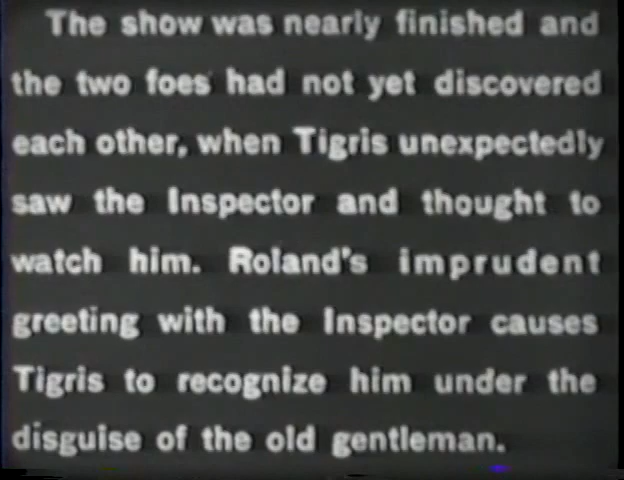 The show was nearly finished and
the two foes had not yet discovered
each other, when Tigris unexpectedly
saw the Inspector and thought to
watch him. Roland's imprudent
greeting with the Inspector causes
Tigris to recognize him under the
disguise of the old gentleman.